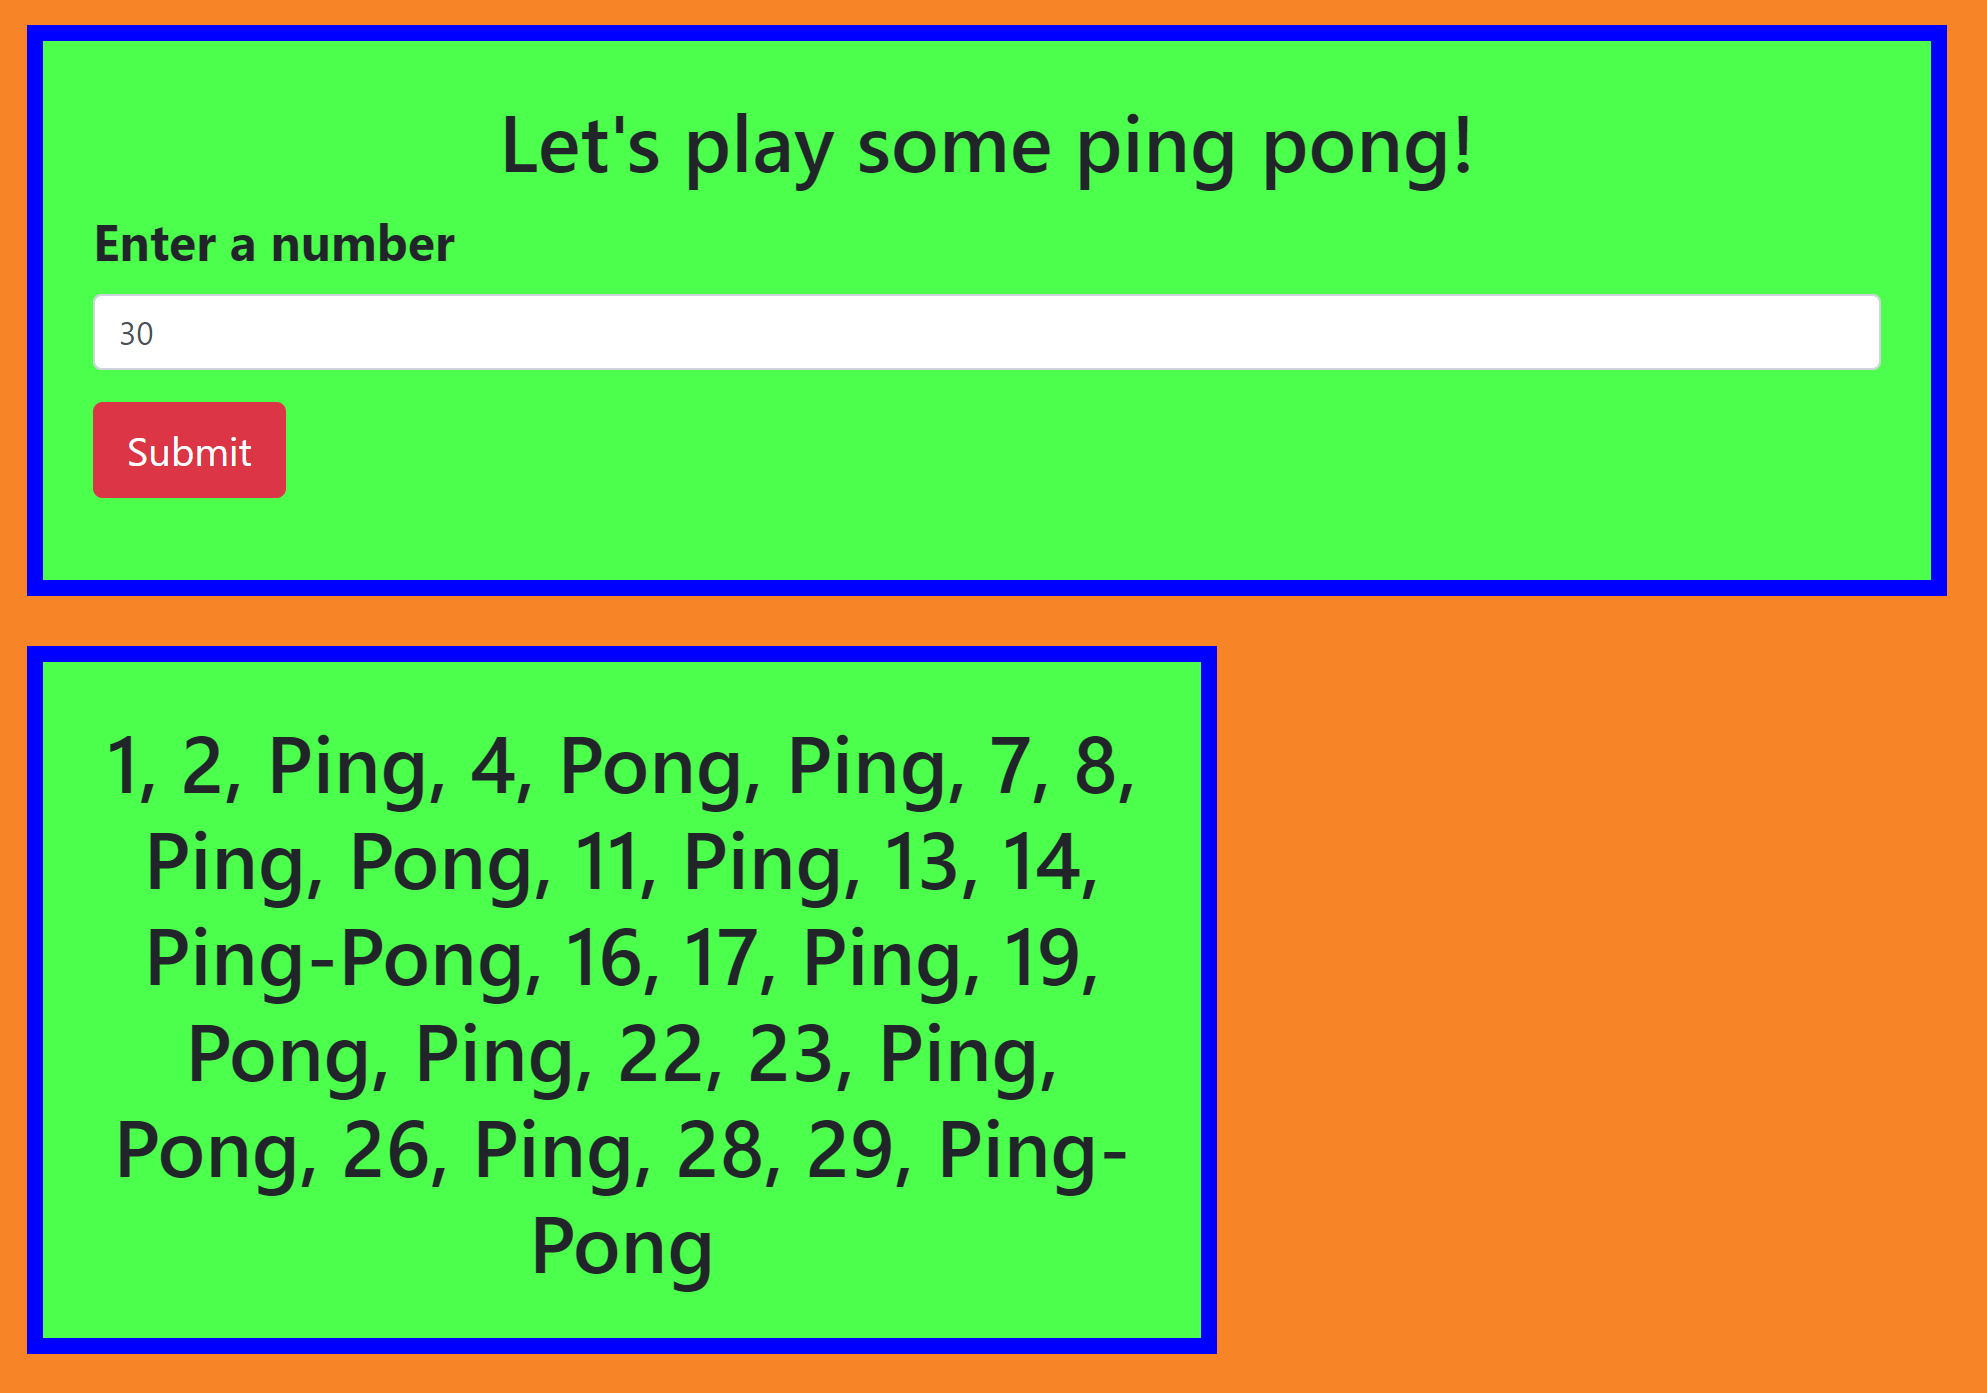 Let's play some ping pong!
Enter a number
30
Submit
1, 2, Ping, 4, Pong, Ping, 7, 8,
Ping, Pong, 11, Ping, 13, 14,
Ping-Pong, 16, 17, Ping, 19,
Pong, Ping, 22, 23, Ping,
Pong, 26, Ping, 28, 29, Ping-
Pong